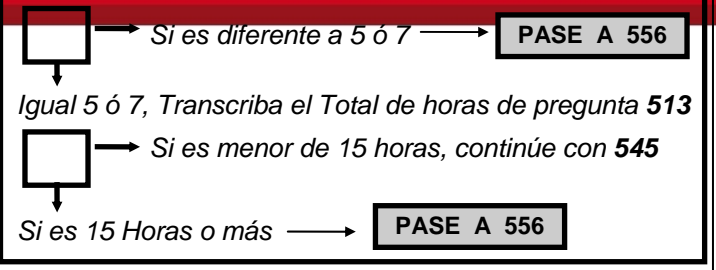 Si es diferente a 5 ó 7 PASE A 556
Igual 5 ó 7, Transcriba el Total de horas de pregunta 513
Si es menor de 15 horas, continúe con 545
Si es 15 Horas o más PASE A 556